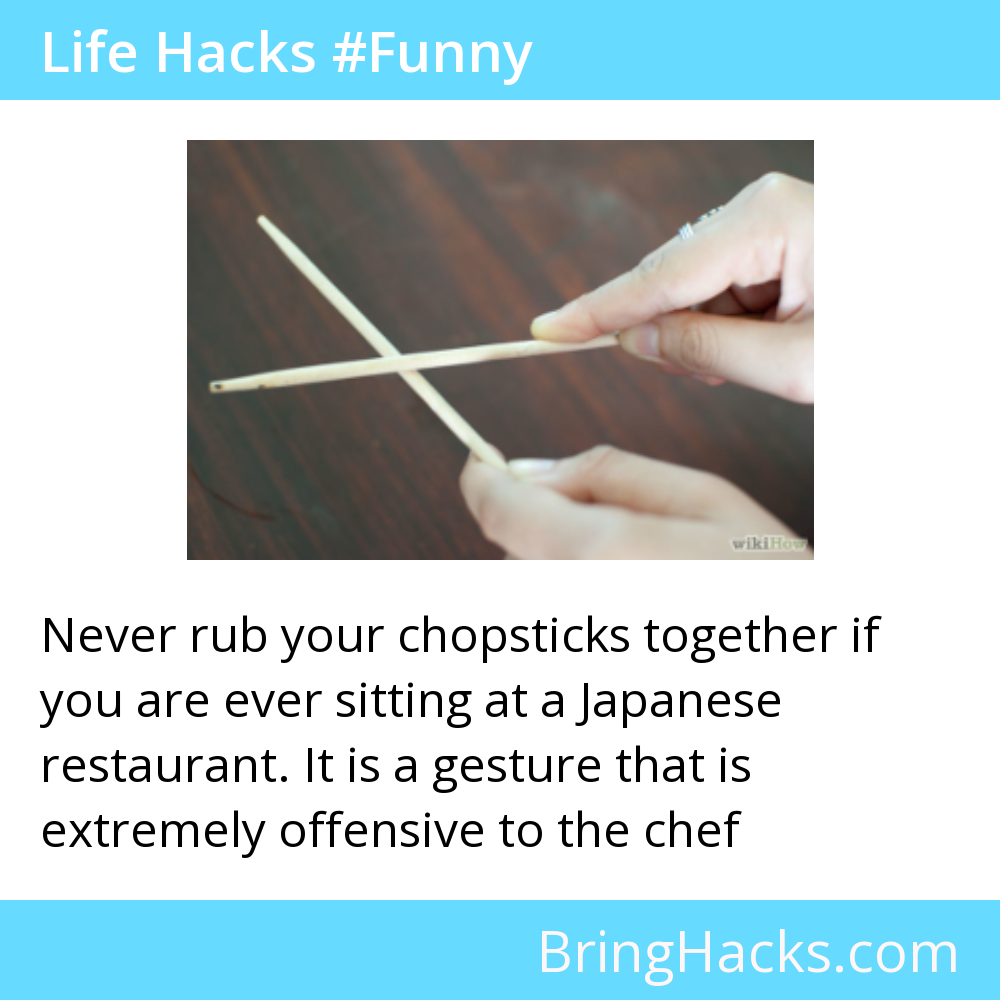 Life Hacks #Funny
wikiHow
Never rub your chopsticks together if
you are ever sitting at a Japanese
restaurant. It is a gesture that is
extremely offensive to the chef
BringHacks.com